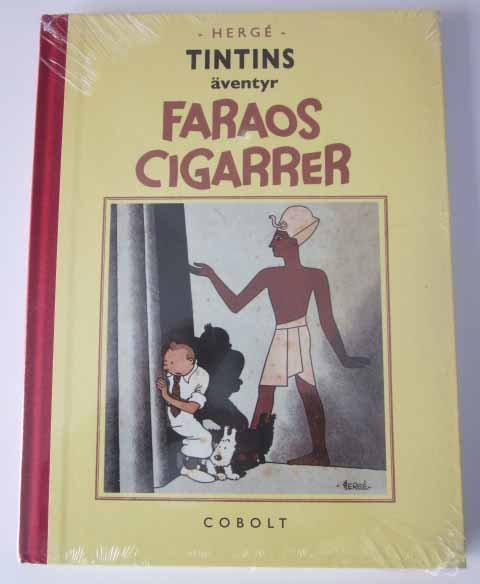 - HERGÉ -
TINTINS
äventyr
FARAOS
CIGARRER
-HERGÉ-
COBOLT